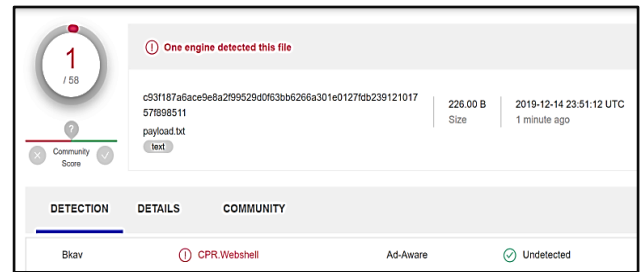 1
/ 58
One engine detected this file
c93f187a6ace9e8a2f99529d0f63bb6266a301e0127fdb239121017
57f898511
payload.txt
text
226.00 B
Size
2019-12-14 23:51:12 UTC
1 minute ago
?
Community
Score
DETECTION DETAILS COMMUNITY
Bkav CPR.Webshell Ad-Aware Undetected